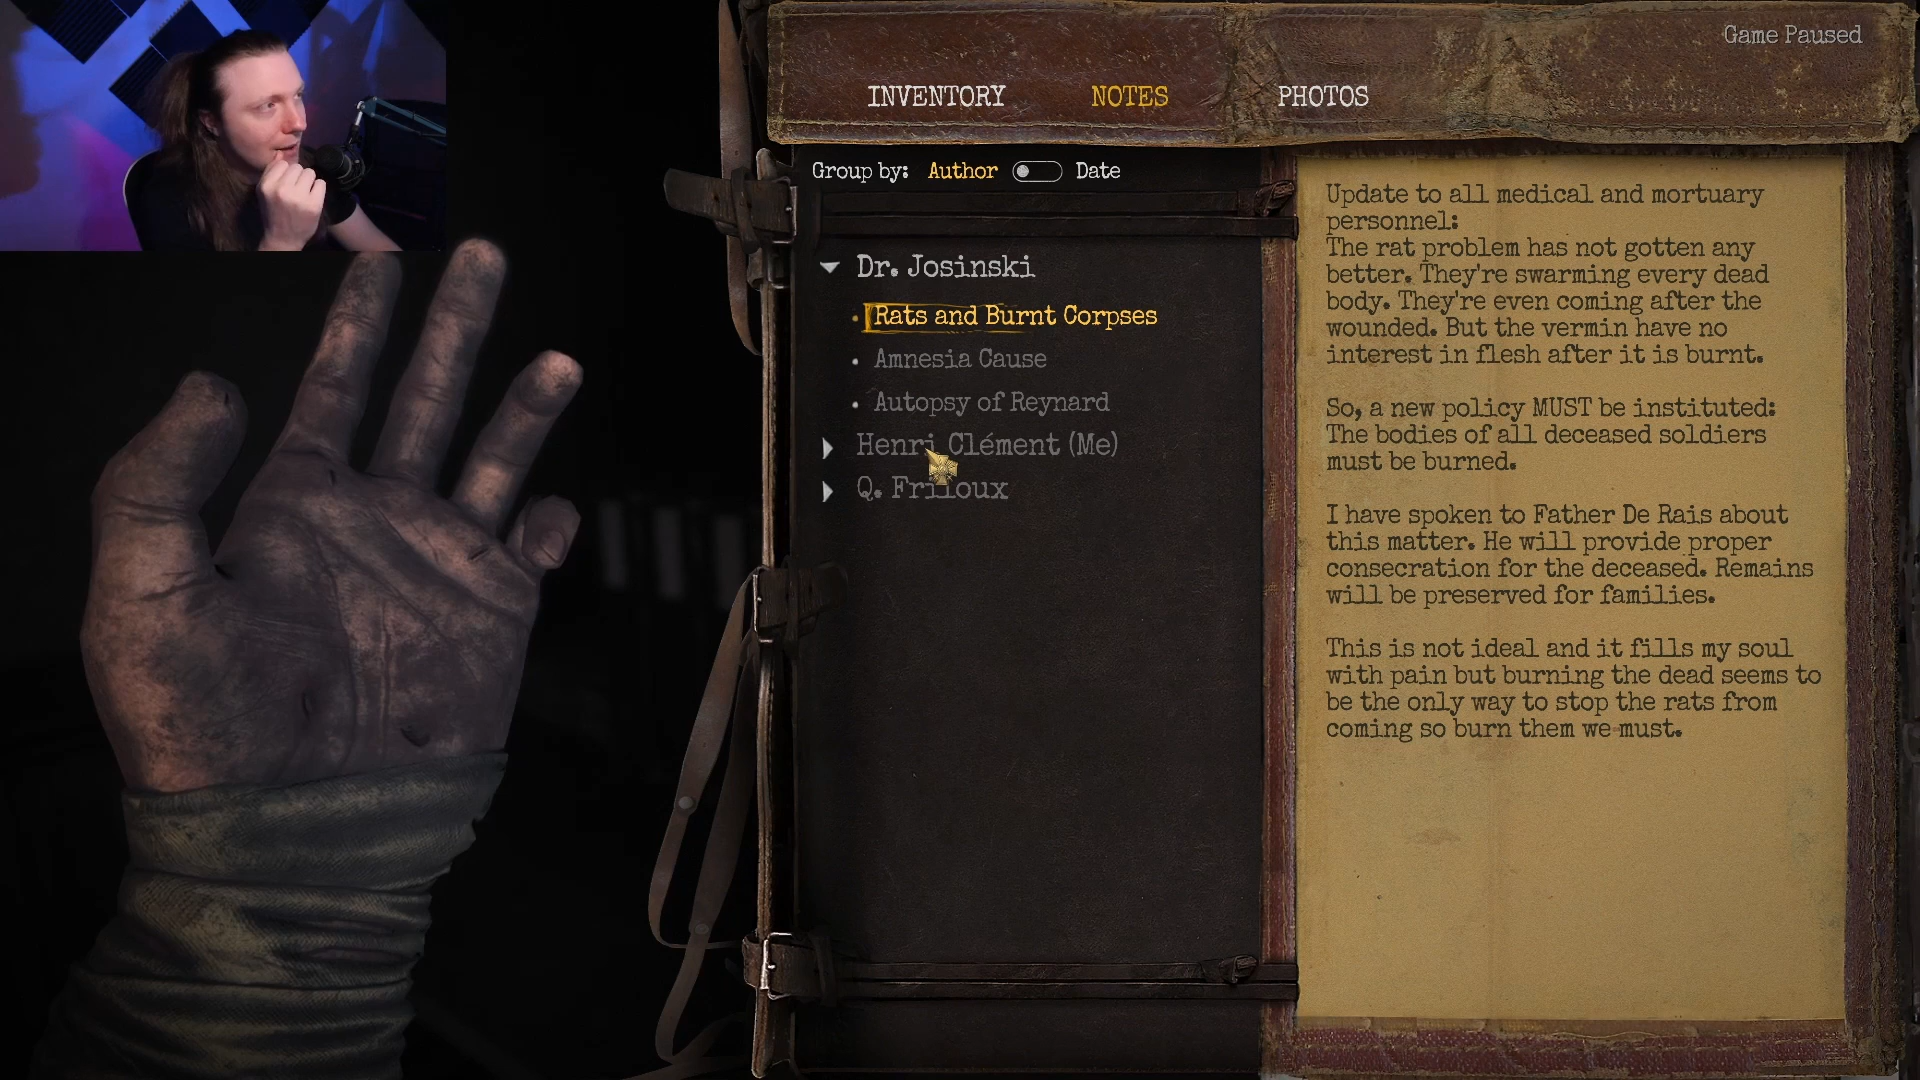 Game Paused
INVENTORY NOTES PHOTOS
Group by: Author Date
Dr. Josinski
Rats and Burnt Corpses
Amnesia Cause
Autopsy of Reynard
Henri Clément (Me)
Q. Friloux
Update to all medical and mortuary
personnel:
The rat problem has not gotten any
better. They're swarming every dead
body. They're even coming after the
wounded. But the vermin have no
interest in flesh after it is burnt.
So, a new policy MUST be instituted:
The bodies of all deceased soldiers
must be burned.
I have spoken to Father De Rais about
this matter. He will provide proper
consecration for the deceased. Remains
will be preserved for families.
This is not ideal and it fills my soul
with pain but burning the dead seems to
be the only way to stop the rats from
coming so burn them we must.